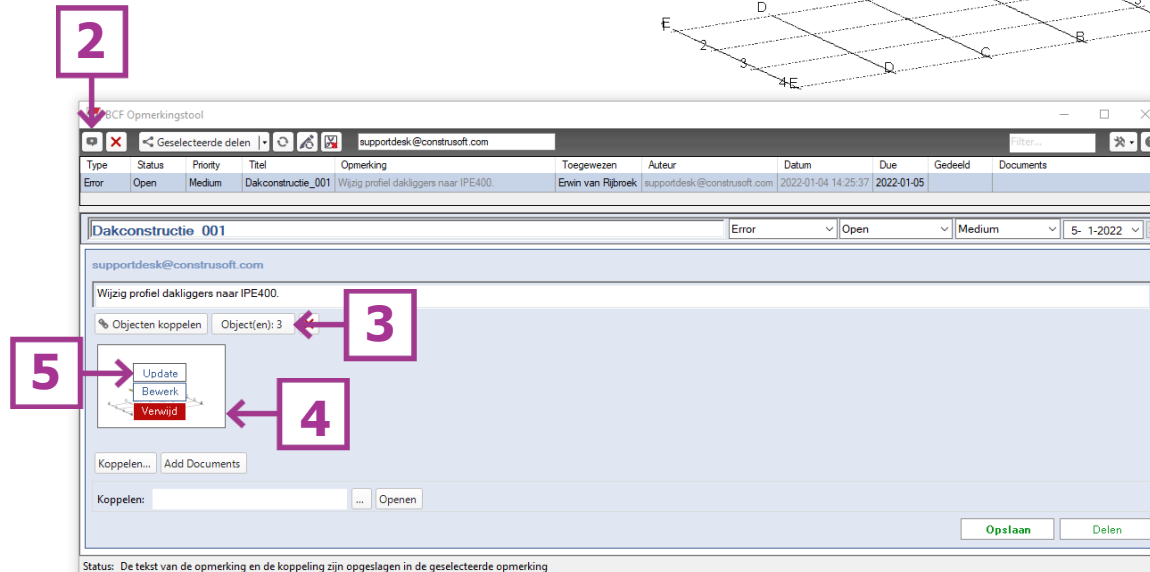 D
E
2
3
4E
D
C
B
3
2
BCF Opmerkingstool
Geselecteerde delen
supportdesk@construsoft.com
Filter...
Type Status Priority Titel Opmerking Toegewezen Auteur Datum Due Gedeeld Documents
Error Open Medium Dakconstructie_001 Wijzig profiel dakliggers naar IPE400. Erwin van Rijbroek supportdesk@construsoft.com 2022-01-04 14:25:37 2022-01-05
Dakconstructie_001 Error Open Medium 5- 1-2022
supportdesk@construsoft.com
Wijzig profiel dakliggers naar IPE400.
Objecten koppelen Object(en): 3
3
5
Update
Bewerk
Verwijd
4
Koppelen... Add Documents
Koppelen: ... Openen
Opslaan Delen
Status: De tekst van de opmerking en de koppeling zijn opgeslagen in de geselecteerde opmerking